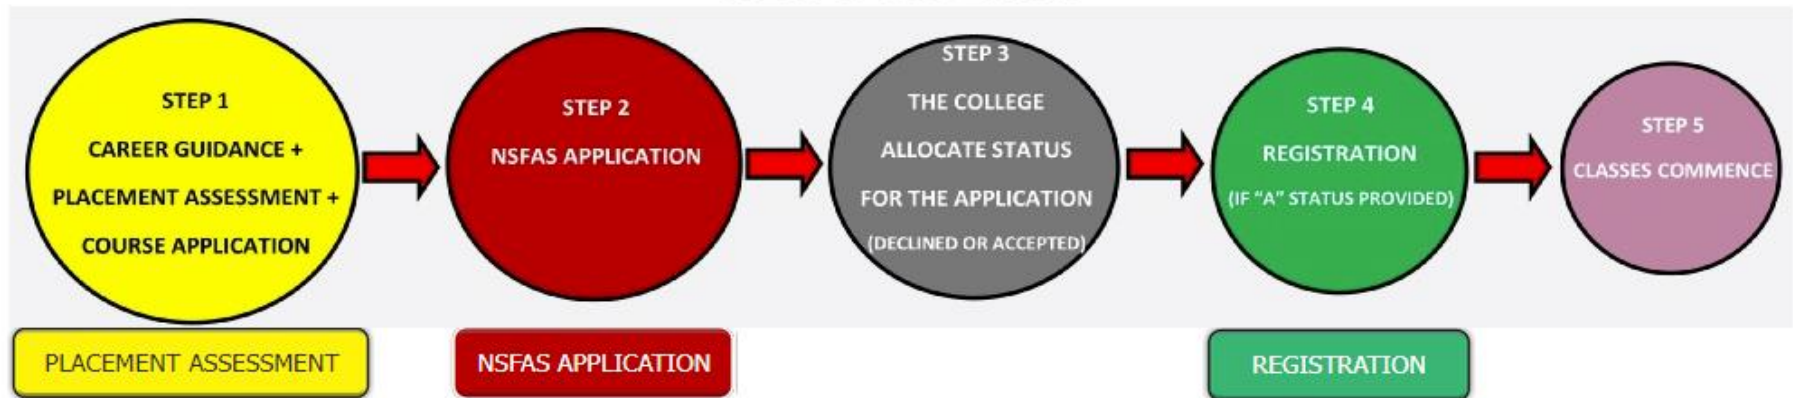 STEP 1
CAREER GUIDANCE +
PLACEMENT ASSESSMENT +
COURSE APPLICATION
STEP 2
NSFAS APPLICATION
STEP 3
THE COLLEGE
ALLOCATE STATUS
FOR THE APPLICATION
(DECLINED OR ACCEPTED)
STEP 4
REGISTRATION
(IF "A" STATUS PROVIDED)
STEP 5
CLASSES COMMENCE
PLACEMENT ASSESSMENT
NSFAS APPLICATION
REGISTRATION